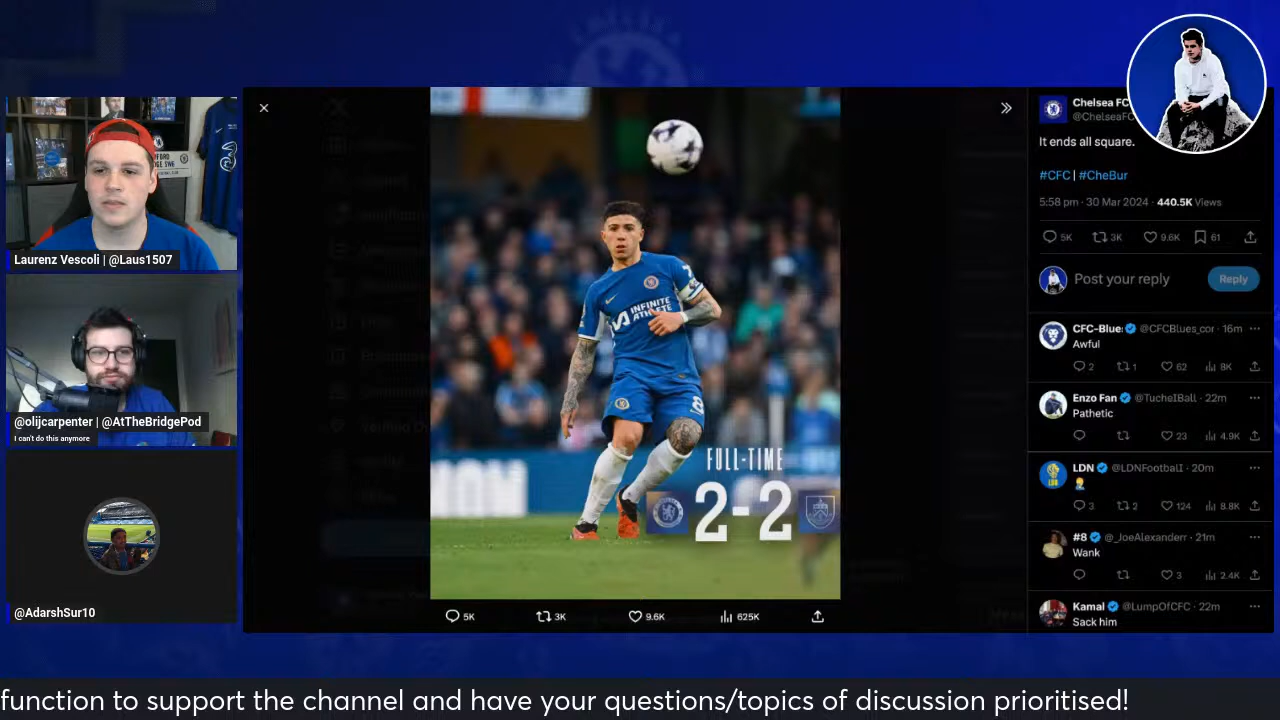 Laurenz Vescoli | @Laus1507
@olijcarpenter | @AtTheBridgePod
I can't do this anymore
@AdarshSur10
INFINITE
ATHLETE
8
FULL-TIME
2-2
5K
3K
9.6K
625K
Chelsea FC
@ChelseaFC
It ends all square.
#CFC | #CheBur
5:58 pm · 30 Mar 2024 · 440.5K Views
5K 3K 9.6K 61
Post your reply
Reply
CFC-Blues @CFCBlues_cor · 16m
Awful
2 1 62 8K
Enzo Fan @TuchelBall · 22m
Pathetic
23 4.9K
LDN @LDNFootball · 20m
🤦‍♂️
3 2 124 8.8K
#8 @_JoeAlexanderr · 21m
Wank
3 2.4K
Kamal @LumpOfCFC · 22m
Sack him
function to support the channel and have your questions/topics of discussion prioritised!